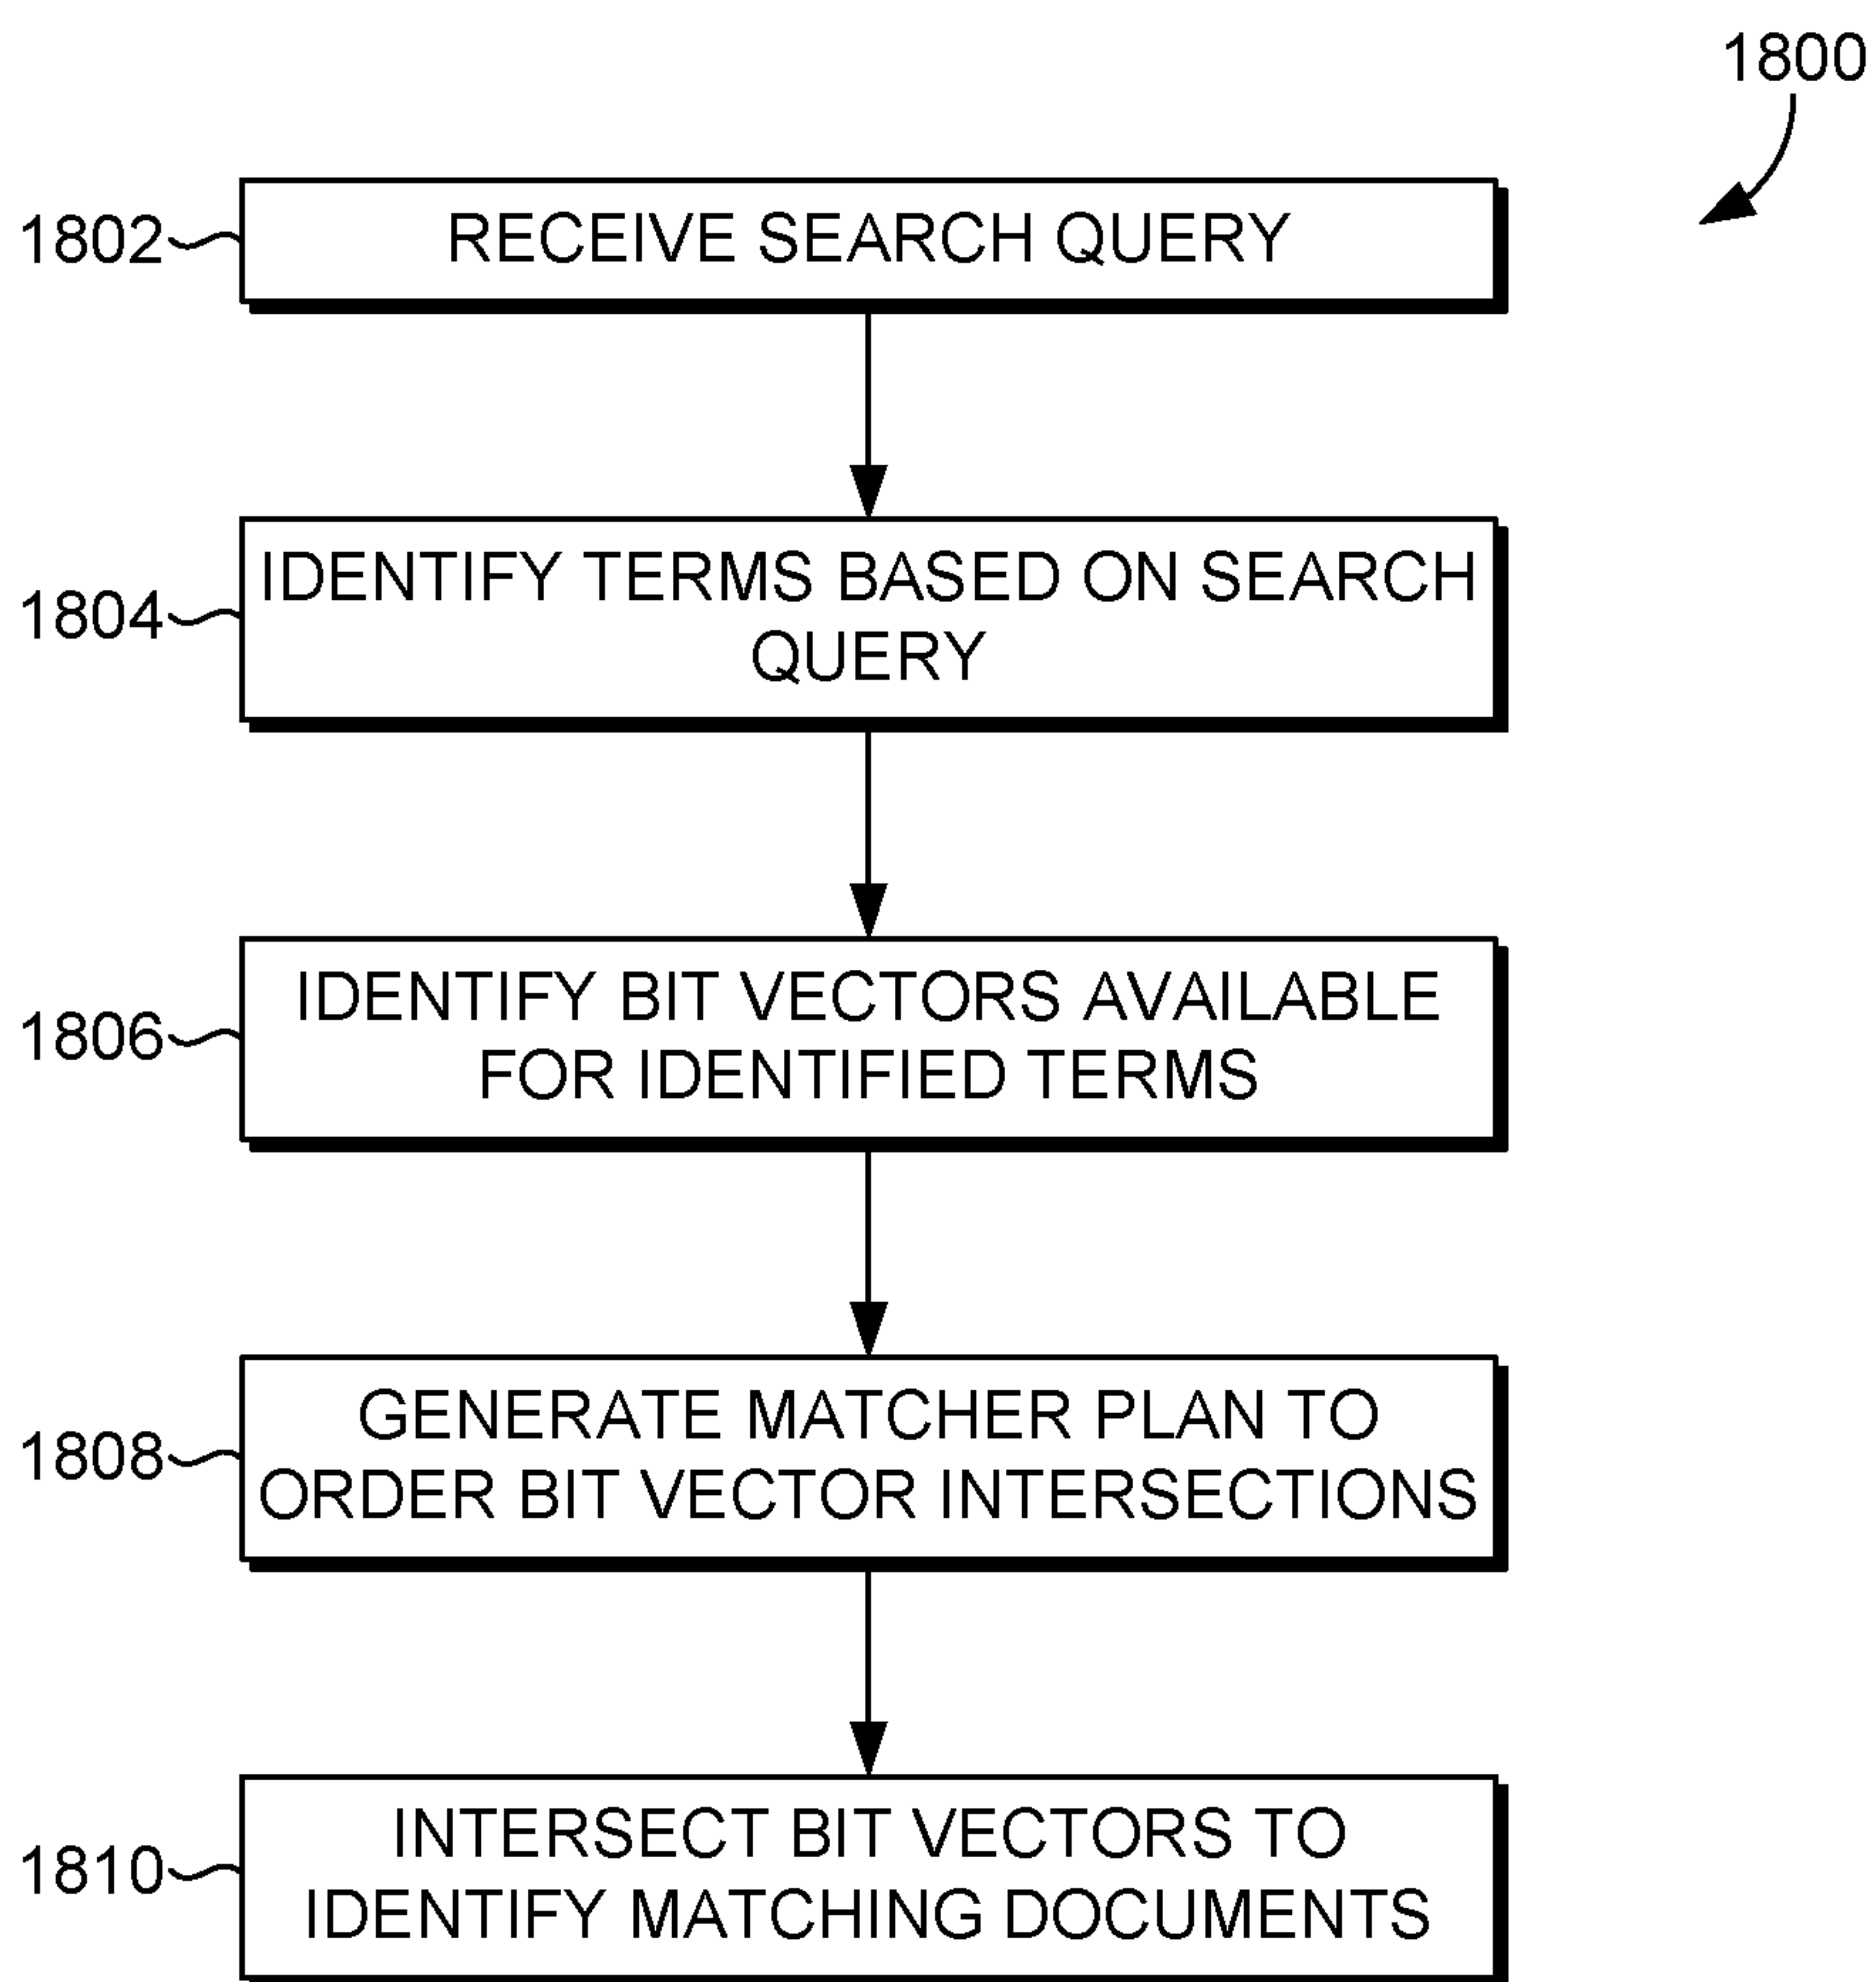 1800
1802
RECEIVE SEARCH QUERY
1804
IDENTIFY TERMS BASED ON SEARCH
QUERY
1806
IDENTIFY BIT VECTORS AVAILABLE
FOR IDENTIFIED TERMS
1808
GENERATE MATCHER PLAN TO
ORDER BIT VECTOR INTERSECTIONS
1810
INTERSECT BIT VECTORS TO
IDENTIFY MATCHING DOCUMENTS